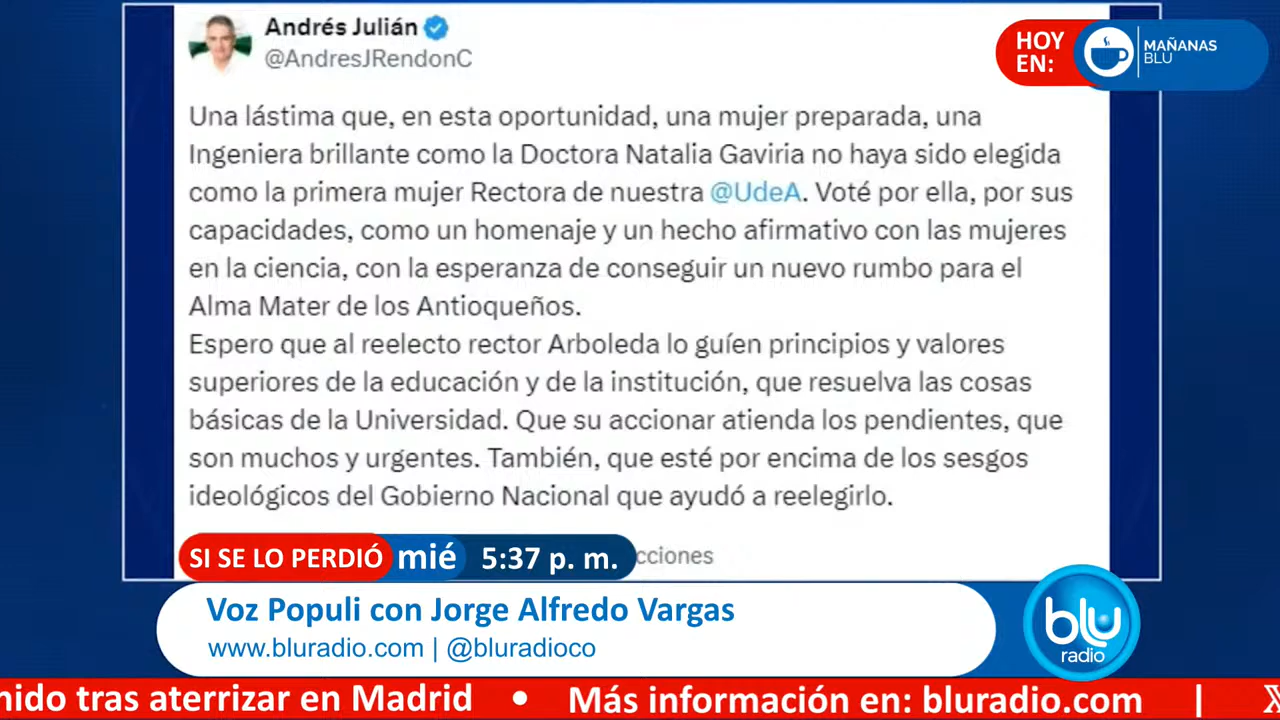 Andrés Julián
@AndresJRendonC
HOY
EN:
MAÑANAS
BLU
Una lástima que, en esta oportunidad, una mujer preparada, una
Ingeniera brillante como la Doctora Natalia Gaviria no haya sido elegida
como la primera mujer Rectora de nuestra @UdeA. Voté por ella, por sus
capacidades, como un homenaje y un hecho afirmativo con las mujeres
en la ciencia, con la esperanza de conseguir un nuevo rumbo para el
Alma Mater de los Antioqueños.
Espero que al reelecto rector Arboleda lo guíen principios y valores
superiores de la educación y de la institución, que resuelva las cosas
básicas de la Universidad. Que su accionar atienda los pendientes, que
son muchos y urgentes. También, que esté por encima de los sesgos
ideológicos del Gobierno Nacional que ayudó a reelegirlo.
SI SE LO PERDIÓ mié 5:37 p. m. cciones
Voz Populi con Jorge Alfredo Vargas
www.bluradio.com | @bluradioco
blu
radio
nido tras aterrizar en Madrid • Más información en: bluradio.com |